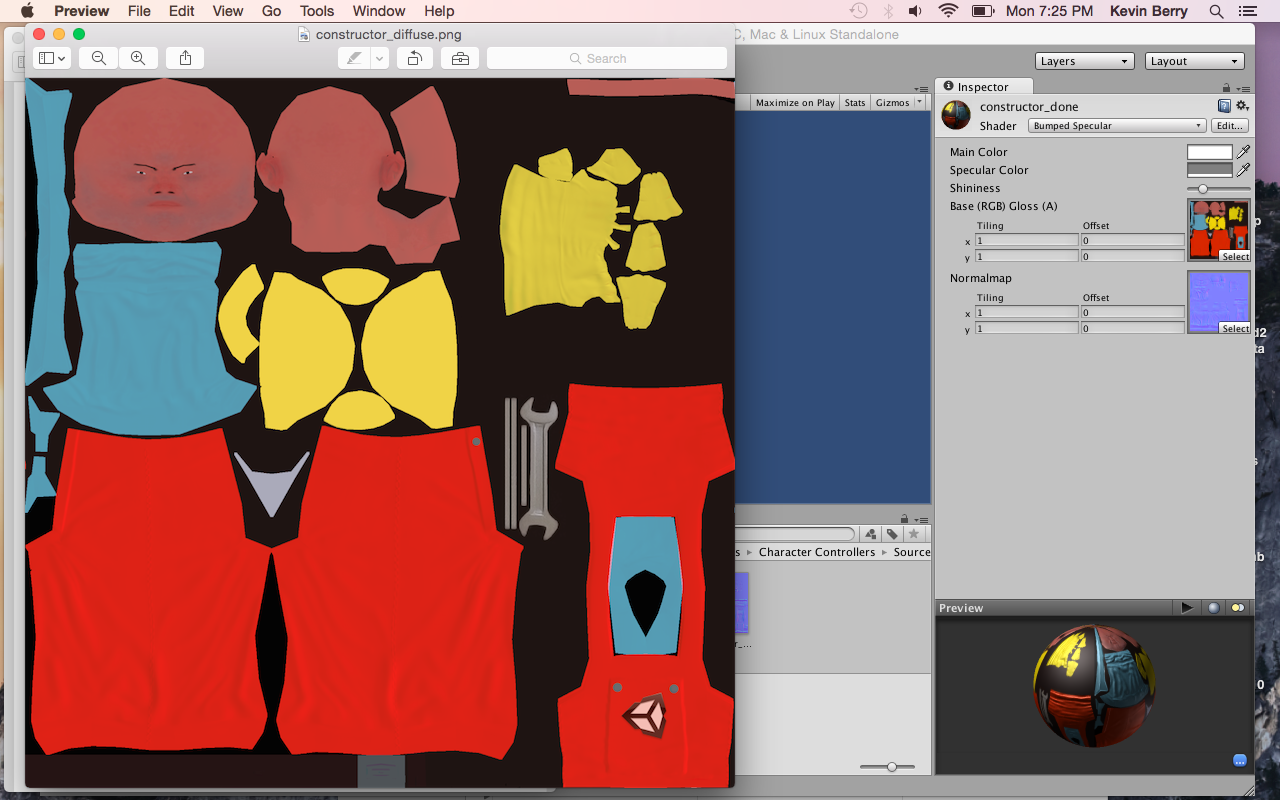 Preview File Edit View Go Tools Window Help Mon 7:25 PM Kevin Berry
constructor_diffuse.png
C, Mac & Linux Standalone
Search
Layers Layout
Inspector
Maximize on Play Stats Gizmos
constructor_done
Shader Bumped Specular Edit...
Main Color
Specular Color
Shininess
Base (RGB) Gloss (A)
Tiling Offset
x 1 0
y 1 0
Select
Normalmap
Tiling Offset
x 1 0
y 1 0
Select
s ▸ Character Controllers ▸ Source
r_...
Preview